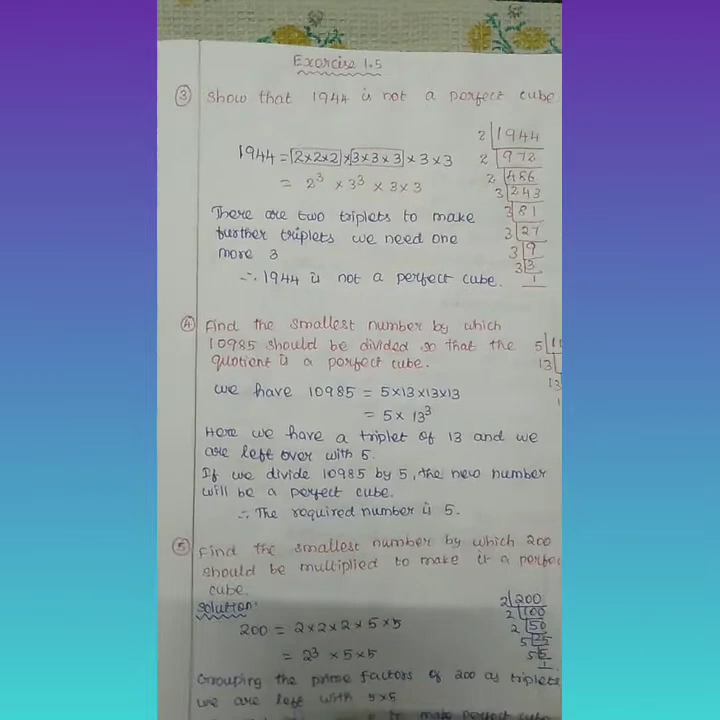 Exercise 1.5
③ Show that 1944 is not a perfect cube
1944 = 2×2×2 × 3×3×3 × 3×3
= 2³ × 3³ × 3×3
There are two triplets to make
further triplets we need one
more 3
∴ 1944 is not a perfect cube.
2 1944
2 972
2 486
3 243
3 81
3 27
3 9
3 3
1
④ Find the smallest number by which
10985 should be divided so that the
quotient is a perfect cube.
5
13
13
we have 10985 = 5×13×13×13
= 5× 13³
Here we have a triplet of 13 and we
are left over with 5.
If we divide 10985 by 5, the new number
will be a perfect cube.
∴ The required number is 5.
⑤ Find the smallest number by which 200
should be multiplied to make it a perfec
cube.
Solution:
200 = 2×2×2×5×5
= 2³ ×5×5
2 200
2 100
2 50
5 25
5 5
1
Grouping the prime factors of 200 as triplets
we are left with 5×5
to make perfect cube